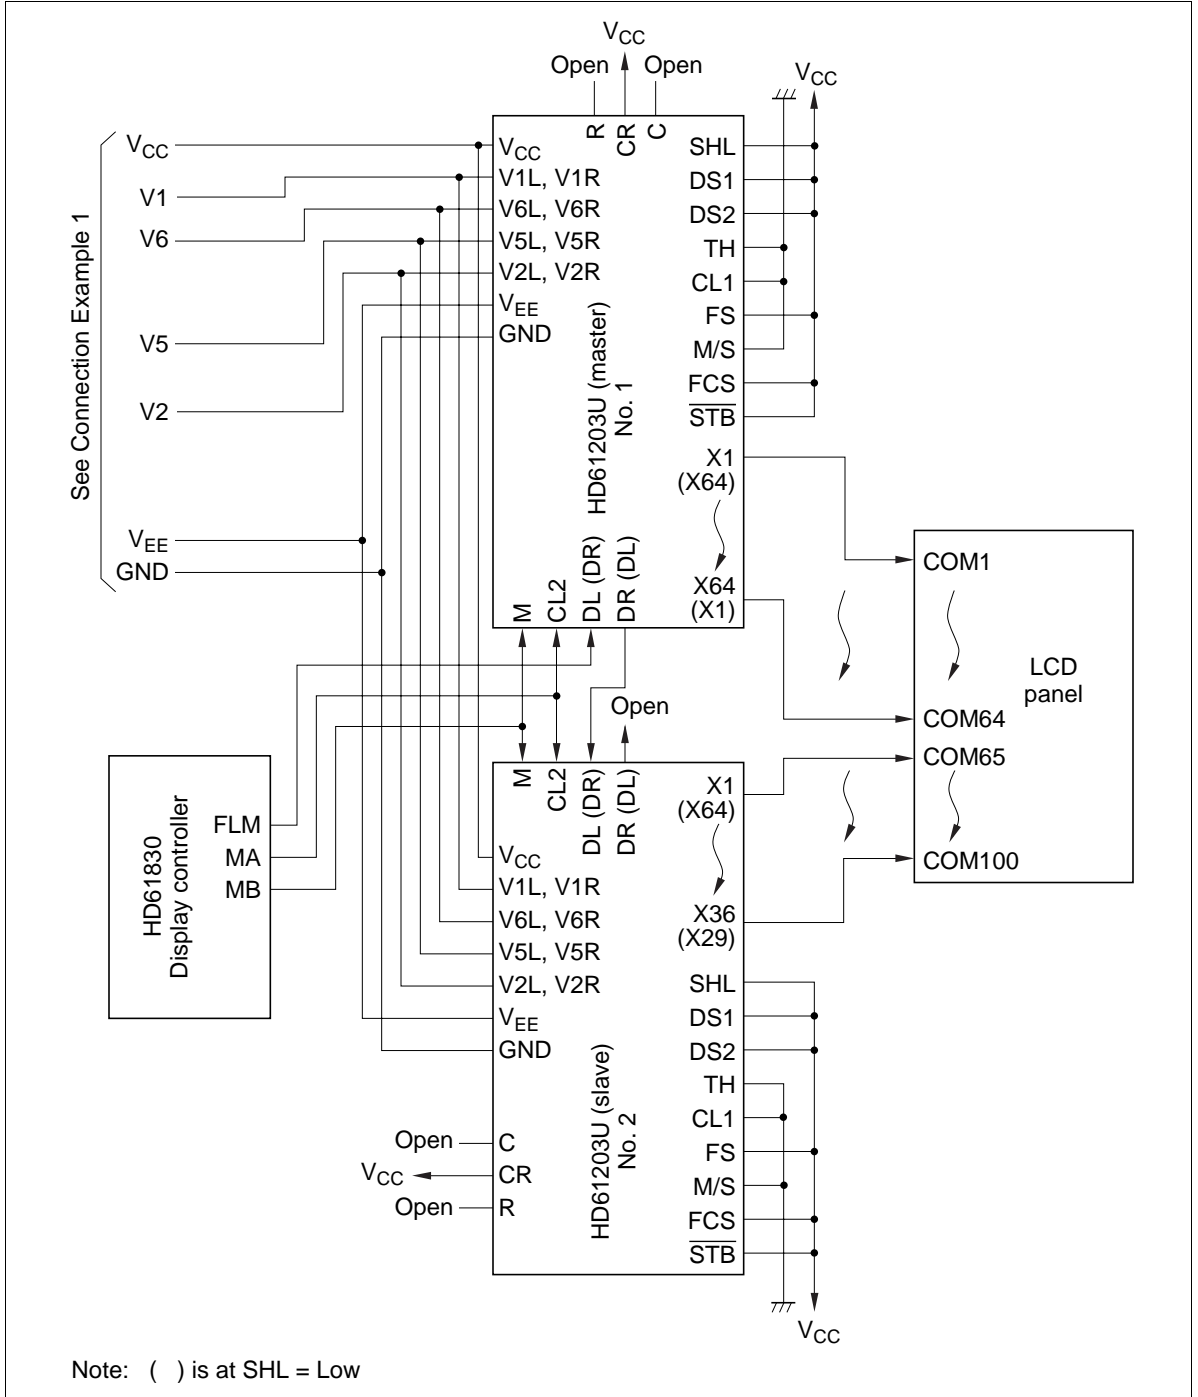 VCC
Open
Open
VCC
See Connection Example 1
VCC
V1
V6
V5
V2
VEE
GND
R
CR
C
VCC
V1L, V1R
V6L, V6R
V5L, V5R
V2L, V2R
VEE
GND
HD61203U (master)
No. 1
SHL
DS1
DS2
TH
CL1
FS
M/S
FCS
S̅T̅B̅
X1
(X64)
X64
(X1)
M
CL2
DL (DR)
DR (DL)
Open
COM1
COM64
COM65
COM100
LCD
panel
HD61830
Display controller
FLM
MA
MB
M
CL2
DL (DR)
DR (DL)
X1
(X64)
X36
(X29)
VCC
V1L, V1R
V6L, V6R
V5L, V5R
V2L, V2R
VEE
GND
HD61203U (slave)
No. 2
Open
C
VCC
CR
Open
R
SHL
DS1
DS2
TH
CL1
FS
M/S
FCS
S̅T̅B̅
VCC
Note: ( ) is at SHL = Low